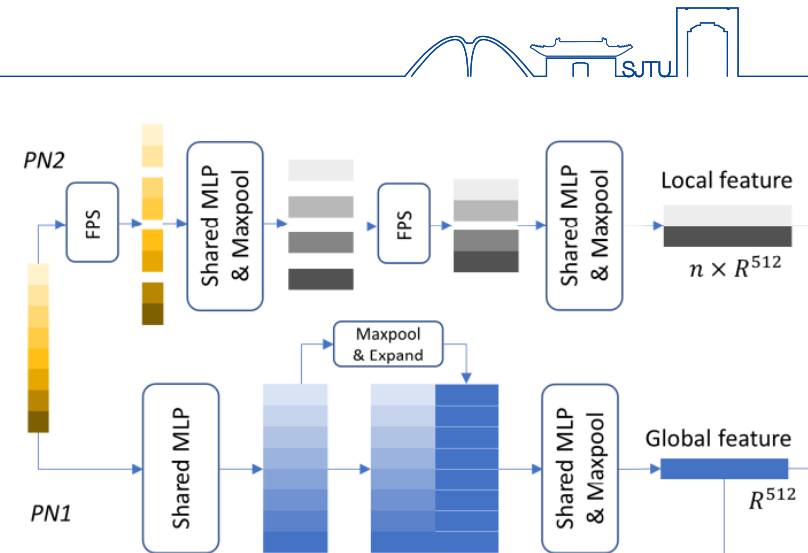 SJTU
PN2
FPS
Shared MLP
& Maxpool
FPS
Shared MLP
& Maxpool
Local feature
n × R^512
Maxpool
& Expand
Shared MLP
Shared MLP
& Maxpool
Global feature
R^512
PN1